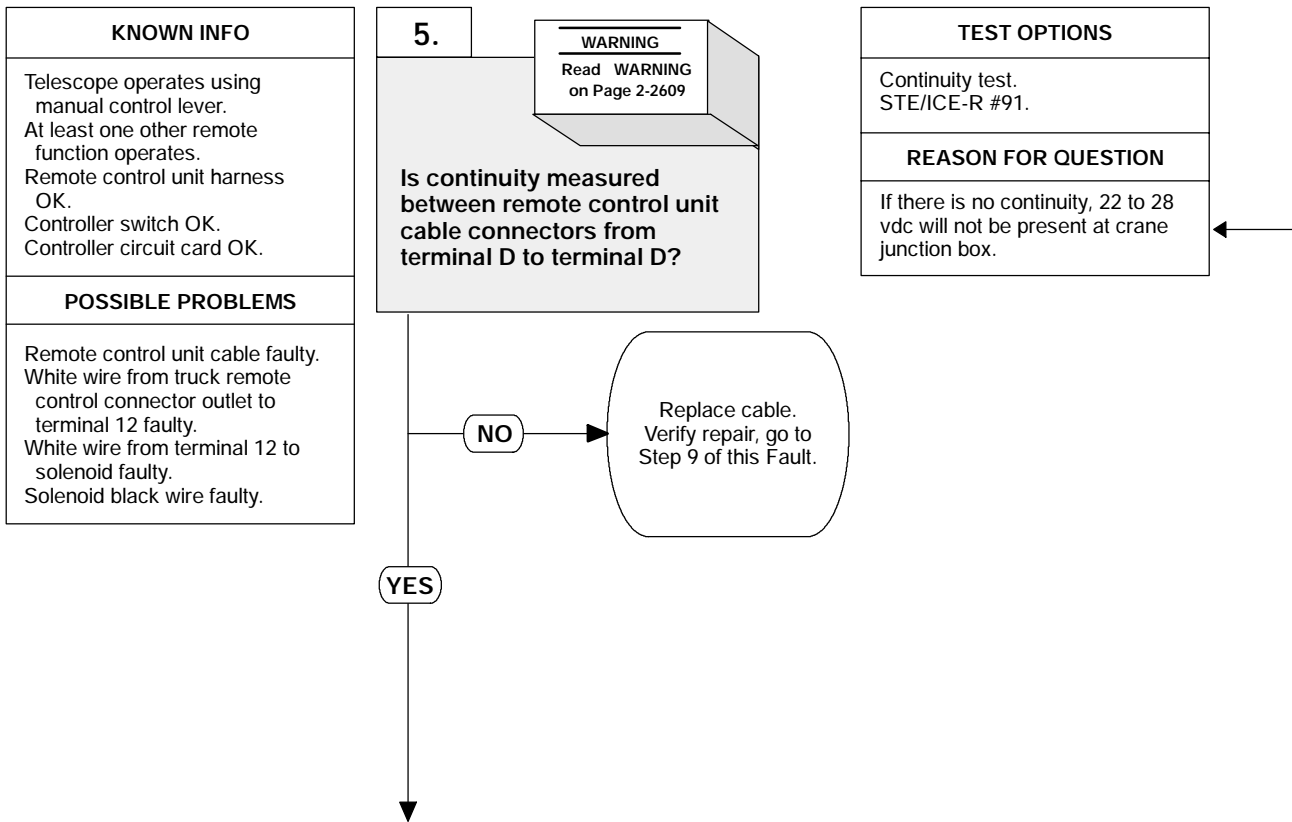 KNOWN INFO
Telescope operates using
manual control lever.
At least one other remote
function operates.
Remote control unit harness
OK.
Controller switch OK.
Controller circuit card OK.
POSSIBLE PROBLEMS
Remote control unit cable faulty.
White wire from truck remote
control connector outlet to
terminal 12 faulty.
White wire from terminal 12 to
solenoid faulty.
Solenoid black wire faulty.
5.
WARNING
Read WARNING
on Page 2-2609
Is continuity measured
between remote control unit
cable connectors from
terminal D to terminal D?
NO
Replace cable.
Verify repair, go to
Step 9 of this Fault.
YES
TEST OPTIONS
Continuity test.
STE/ICE-R #91.
REASON FOR QUESTION
If there is no continuity, 22 to 28
vdc will not be present at crane
junction box.